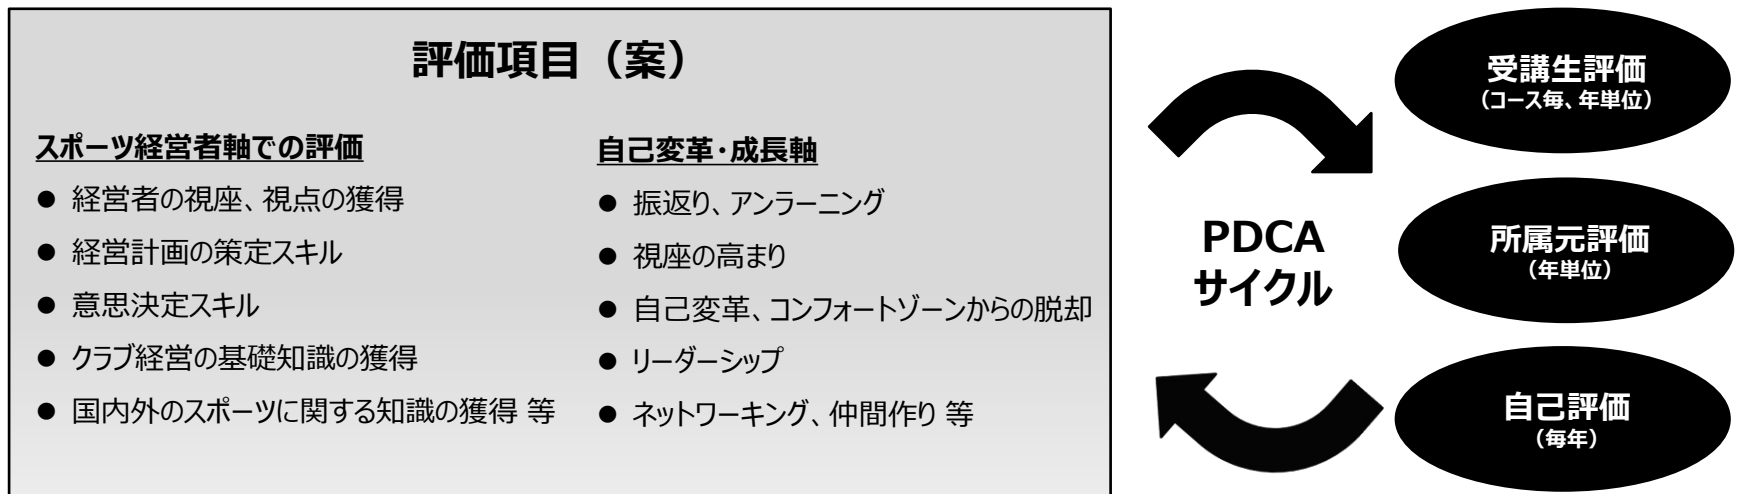 評価項目（案）
スポーツ経営者軸での評価
● 経営者の視座、視点の獲得
● 経営計画の策定スキル
● 意思決定スキル
● クラブ経営の基礎知識の獲得
● 国内外のスポーツに関する知識の獲得 等
自己変革・成長軸
● 振返り、アンラーニング
● 視座の高まり
● 自己変革、コンフォートゾーンからの脱却
● リーダーシップ
● ネットワーキング、仲間作り 等
PDCA
サイクル
受講生評価
（コース毎、年単位）
所属元評価
（年単位）
自己評価
（毎年）